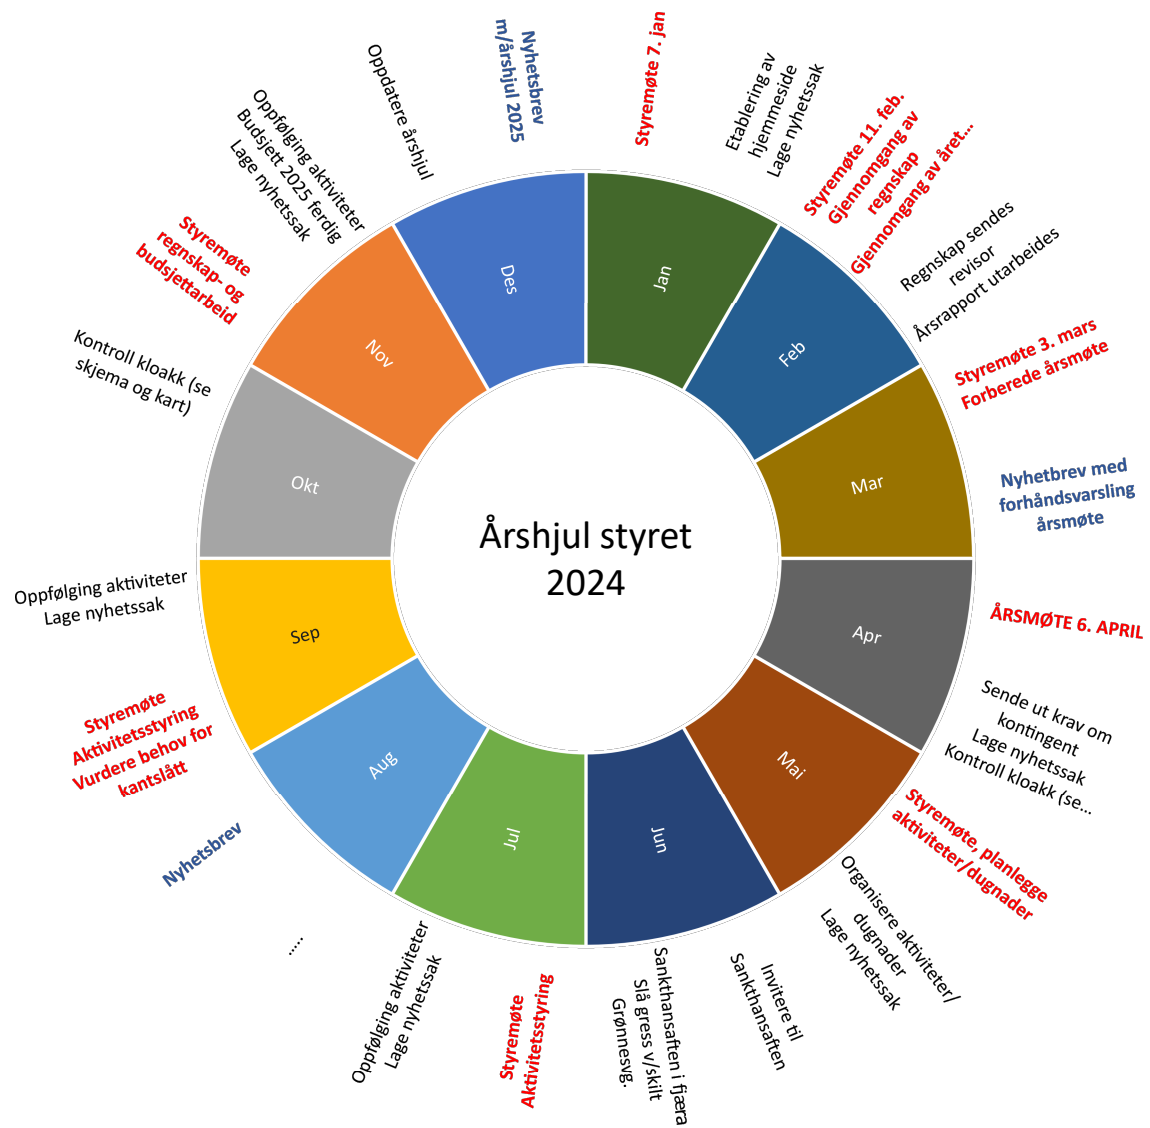 Årshjul styret
2024
Jan
Feb
Mar
Apr
Mai
Jun
Jul
Aug
Sep
Okt
Nov
Des
Styremøte 7. jan
Etablering av
hjemmeside
Lage nyhetssak
Styremøte 11. feb.
Gjennomgang av
regnskap
Gjennomgang av året...
Regnskap sendes
revisor
Årsrapport utarbeides
Styremøte 3. mars
Forberede årsmøte
Nyhetbrev med
forhåndsvarsling
årsmøte
ÅRSMØTE 6. APRIL
Sende ut krav om
kontingent
Lage nyhetssak
Kontroll kloakk (se...
Styremøte, planlegge
aktiviteter/dugnader
Organisere aktiviteter/
dugnader
Lage nyhetssak
Invitere til
Sankthansaften
Sankthansaften i fjæra
Slå gress v/skilt
Grønnesvg.
Styremøte
Aktivitetsstyring
Oppfølging aktiviteter
Lage nyhetssak
.....
Nyhetsbrev
Styremøte
Aktivitetsstyring
Vurdere behov for
kantslått
Oppfølging aktiviteter
Lage nyhetssak
Kontroll kloakk (se
skjema og kart)
Styremøte
regnskap- og
budsjettarbeid
Oppfølging aktiviteter
Budsjett 2025 ferdig
Lage nyhetssak
Oppdatere årshjul
Nyhetsbrev
m/årshjul 2025